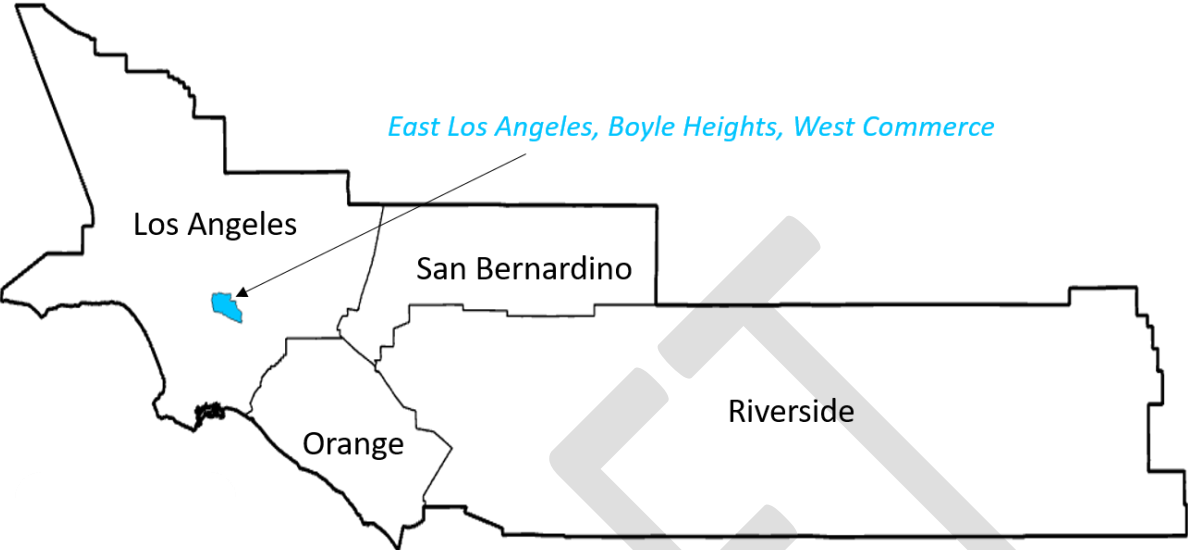 East Los Angeles, Boyle Heights, West Commerce
Los Angeles
San Bernardino
Riverside
Orange